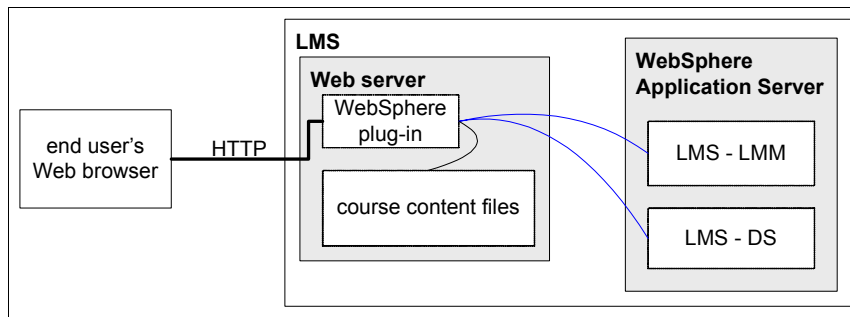 LMS
Web server
WebSphere
plug-in
course content files
end user's
Web browser
HTTP
WebSphere
Application Server
LMS - LMM
LMS - DS